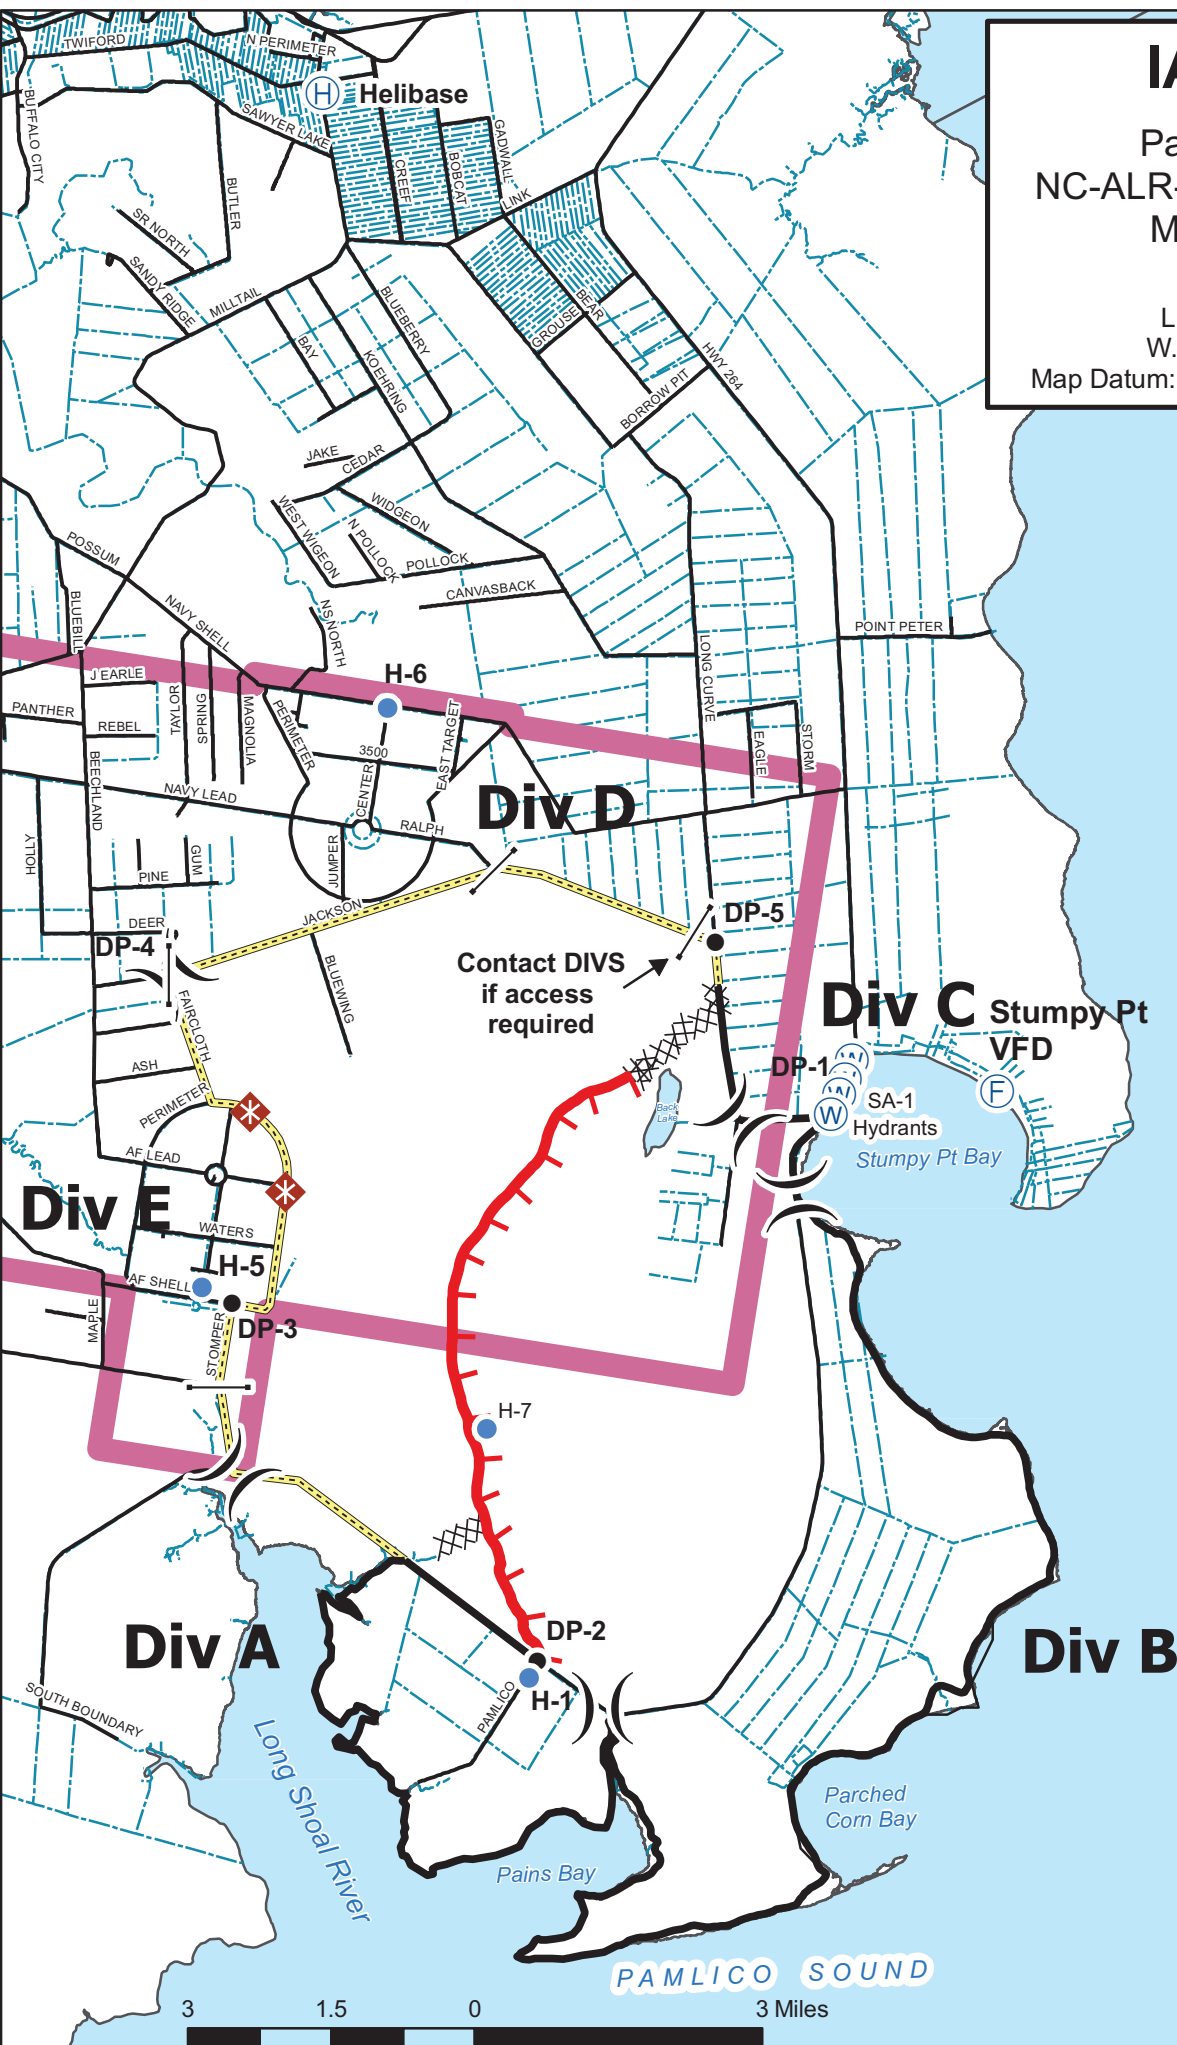 TWIFORD
N PERIMETER
H
Helibase
BUFFALO CITY
SAWYER LAKE
GADWALL
CREEF
BOBCAT
BUTLER
LINK
SR NORTH
SANDY RIDGE
MILLTAIL
BLUEBERRY
BEAR
GROUSE
BAY
KOEHRING
HWY 264
BORROW PIT
IA
Pa
NC-ALR-
M
L
W.
Map Datum:
JAKE
CEDAR
WIDGEON
WEST WIGEON
N POLLOCK
POLLOCK
CANVASBACK
POSSUM
NAVY SHELL
NS NORTH
BLUEBILL
POINT PETER
LONG CURVE
J EARLE
H-6
PANTHER
REBEL
TAYLOR
SPRING
MAGNOLIA
PERIMETER
EAST TARGET
EAGLE
STORM
3500
BEECHLAND
NAVY LEAD
CENTER
RALPH
Div D
HOLLY
GUM
JUMPER
PINE
JACKSON
DEER
DP-4
DP-5
Contact DIVS
if access
required
BLUEWING
FAIRCLOTH
Div C
Stumpy Pt
VFD
DP-1
W
W
W
F
SA-1
Hydrants
Stumpy Pt Bay
ASH
PERIMETER
Back
Lake
AF LEAD
Div E
WATERS
H-5
AF SHELL
DP-3
MAPLE
STOMPER
H-7
DP-2
Div A
Div B
H-1
PAMLICO
SOUTH BOUNDARY
Long Shoal River
Parched
Corn Bay
Pains Bay
PAMLICO SOUND
3 1.5 0 3 Miles